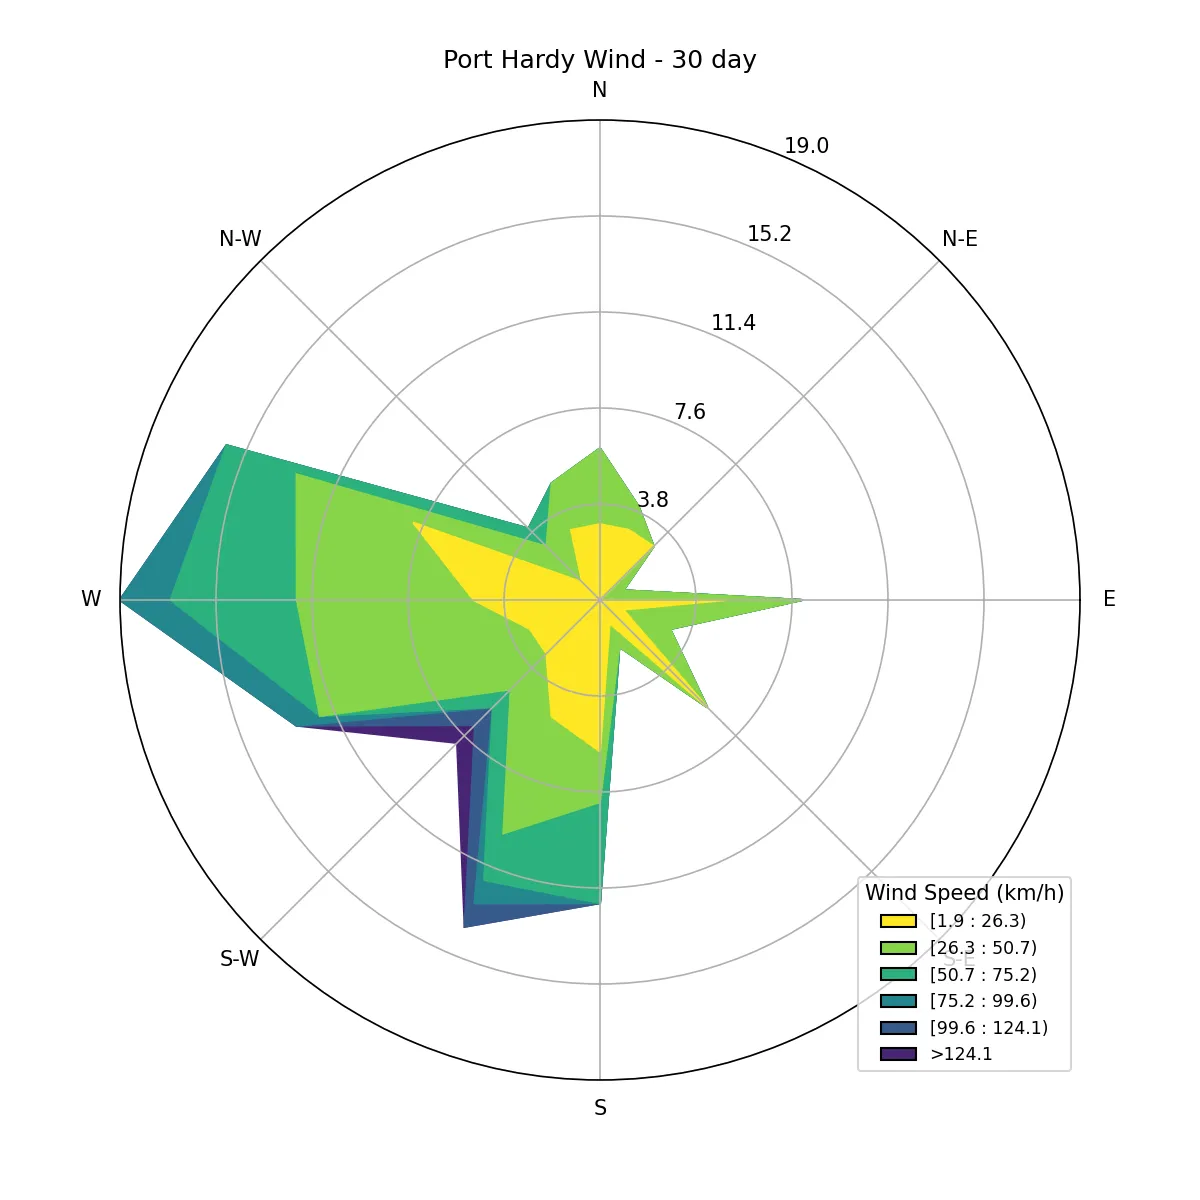 Port Hardy Wind - 30 day
N
19.0
15.2
N-W
N-E
11.4
7.6
3.8
W
E
Wind Speed (km/h)
[1.9 : 26.3)
[26.3 : 50.7)
S-W
S-E
[50.7 : 75.2)
[75.2 : 99.6)
[99.6 : 124.1)
>124.1
S